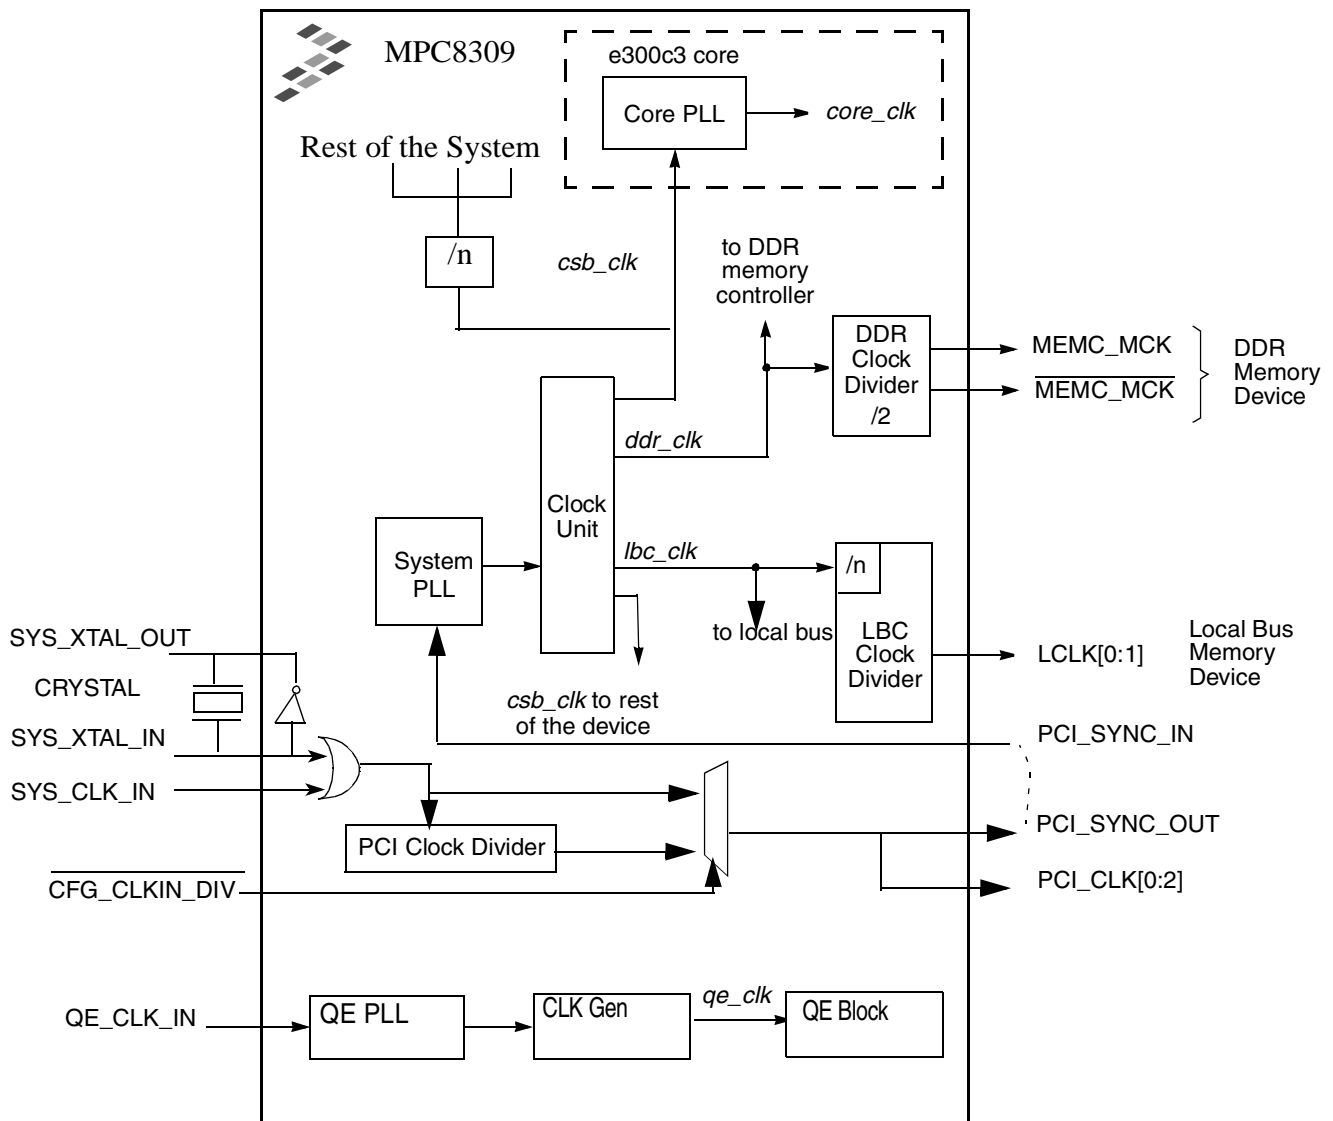 MPC8309
e300c3 core
Core PLL
core_clk
Rest of the System
/n
csb_clk
to DDR
memory
controller
DDR
Clock
Divider
/2
MEMC_MCK
MEMC_MCK
DDR
Memory
Device
ddr_clk
Clock
Unit
System
PLL
lbc_clk
/n
to local bus
LBC
Clock
Divider
LCLK[0:1]
Local Bus
Memory
Device
csb_clk to rest
of the device
SYS_XTAL_OUT
CRYSTAL
SYS_XTAL_IN
SYS_CLK_IN
PCI_SYNC_IN
PCI Clock Divider
PCI_SYNC_OUT
CFG_CLKIN_DIV
PCI_CLK[0:2]
QE_CLK_IN
QE PLL
CLK Gen
qe_clk
QE Block